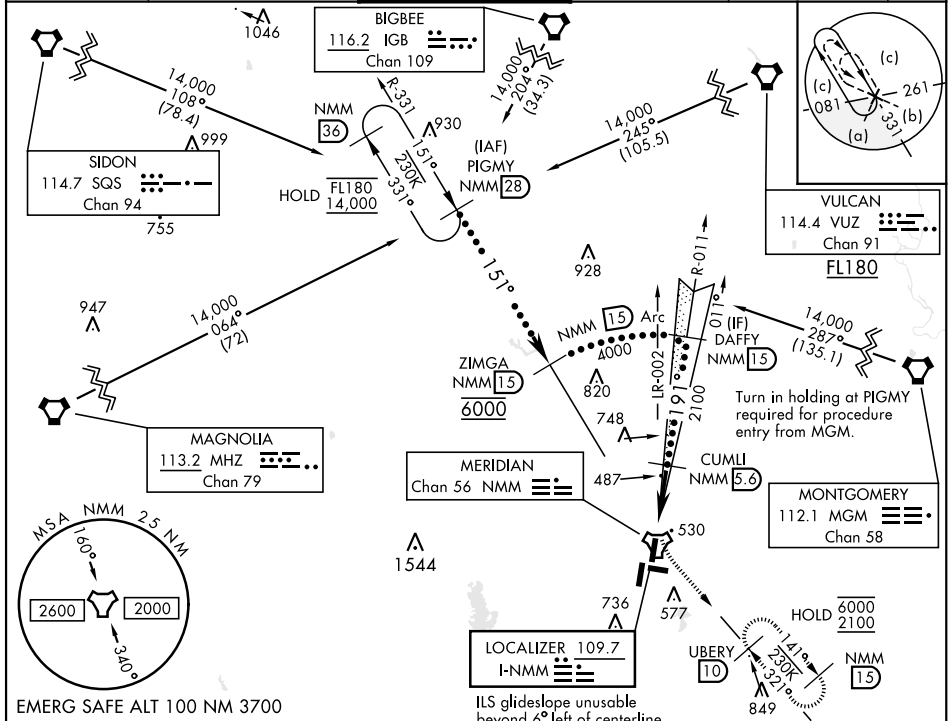 1046
BIGBEE
116.2 IGB
Chan 109
14,000
108°
(78.4)
999
SIDON
114.7 SQS
Chan 94
755
NMM
36
R-331
930
151°
230K
331°
HOLD
FL180
14,000
14,000
204°
(34.3)
(IAF)
PIGMY
NMM 28
14,000
245°
(105.5)
(c)
(c)
261
081
(b)
(a)
331
VULCAN
114.4 VUZ
Chan 91
FL180
151°
928
R-011
011°
947
14,000
064°
(72)
NMM 15 Arc
4000
LR-002
(IF)
DAFFY
NMM 15
14,000
287°
(135.1)
ZIMGA
NMM 15
6000
820
191°
2100
748
Turn in holding at PIGMY
required for procedure
entry from MGM.
MAGNOLIA
113.2 MHZ
Chan 79
MERIDIAN
Chan 56 NMM
487
CUMLI
NMM 5.6
MONTGOMERY
112.1 MGM
Chan 58
530
MSA NMM 25 NM
160°
2600
2000
340°
1544
736
577
HOLD
6000
2100
LOCALIZER 109.7
I-NMM
UBERY
10
141°
230K
321°
NMM
15
849
EMERG SAFE ALT 100 NM 3700
ILS glideslope unusable
beyond 6° left of centerline